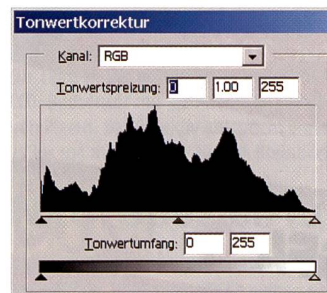 Tonwertkorrektur
Kanal: RGB
Tonwertspreizung: 0 1.00 255
Tonwertumfang: 0 255